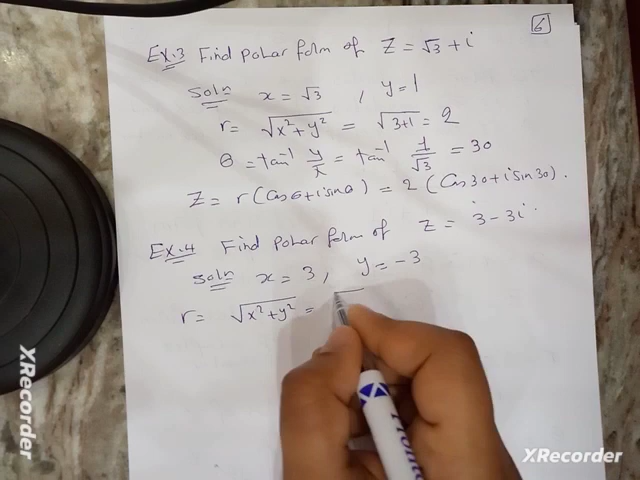 6
Ex.3 Find polar form of Z = √3 + i
Soln x = √3 , y = 1
r = √x²+y² = √3+1 = 2
θ = tan⁻¹ y/x = tan⁻¹ 1/√3 = 30
Z = r(Cosθ+isinθ) = 2(Cos30+isin30).
Ex.4 Find polar form of z = 3-3i.
Soln x = 3, y = -3
r = √x²+y² = √
XRecorder
XRecorder